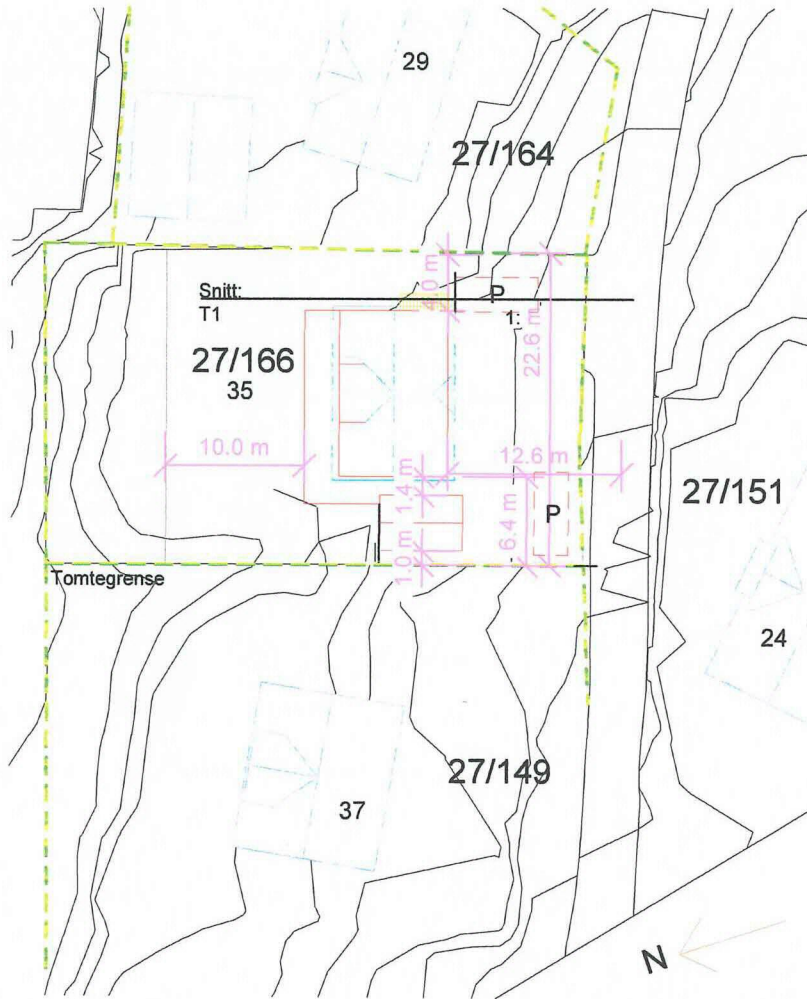 29
27/164
Snitt:
T1
P
1:
4.0 m
22.6 m
27/166
35
10.0 m
12.6 m
1.4 m
6.4 m
P
27/151
1.0 m
Tomtegrense
24
27/149
37
N